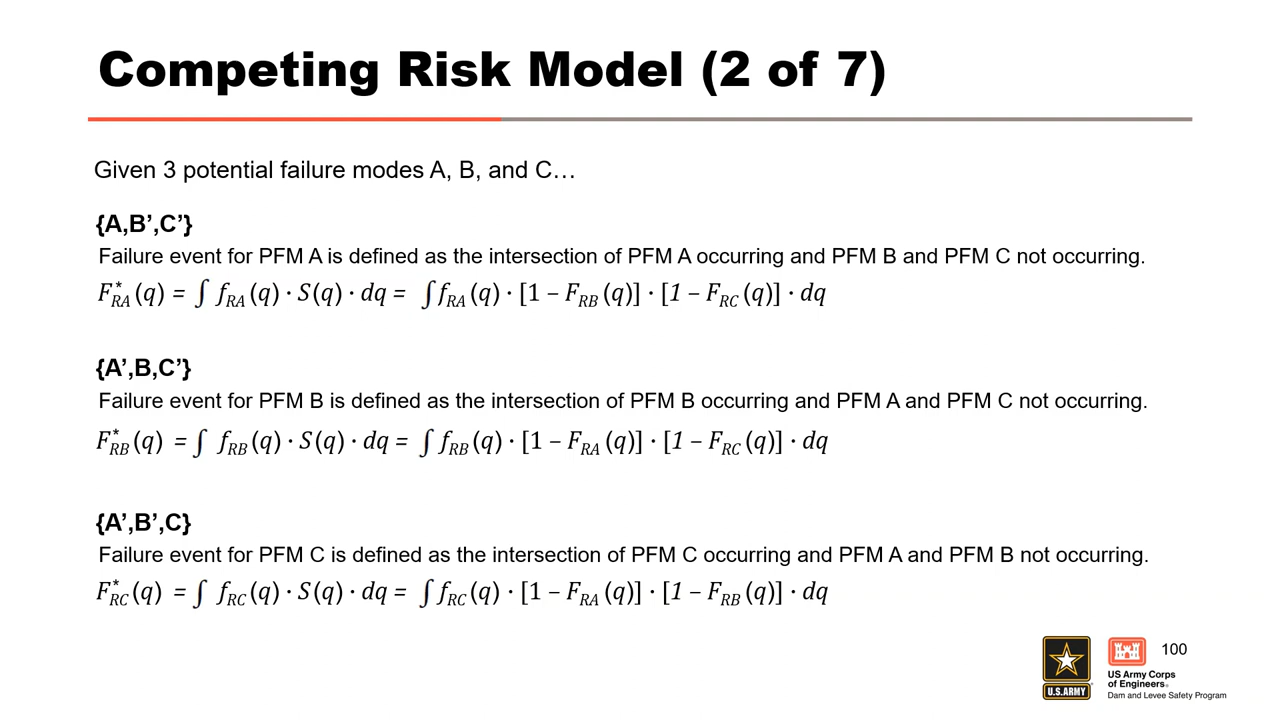 Competing Risk Model (2 of 7)
Given 3 potential failure modes A, B, and C…
{A,B’,C’}
Failure event for PFM A is defined as the intersection of PFM A occurring and PFM B and PFM C not occurring.
F*RA(q) = ∫ fRA(q) · S(q) · dq = ∫ fRA(q) · [1 – FRB(q)] · [1 – FRC(q)] · dq
{A’,B,C’}
Failure event for PFM B is defined as the intersection of PFM B occurring and PFM A and PFM C not occurring.
F*RB(q) = ∫ fRB(q) · S(q) · dq = ∫ fRB(q) · [1 – FRA(q)] · [1 – FRC(q)] · dq
{A’,B’,C}
Failure event for PFM C is defined as the intersection of PFM C occurring and PFM A and PFM B not occurring.
F*RC(q) = ∫ fRC(q) · S(q) · dq = ∫ fRC(q) · [1 – FRA(q)] · [1 – FRB(q)] · dq
100
U.S.ARMY
US Army Corps
of Engineers®
Dam and Levee Safety Program